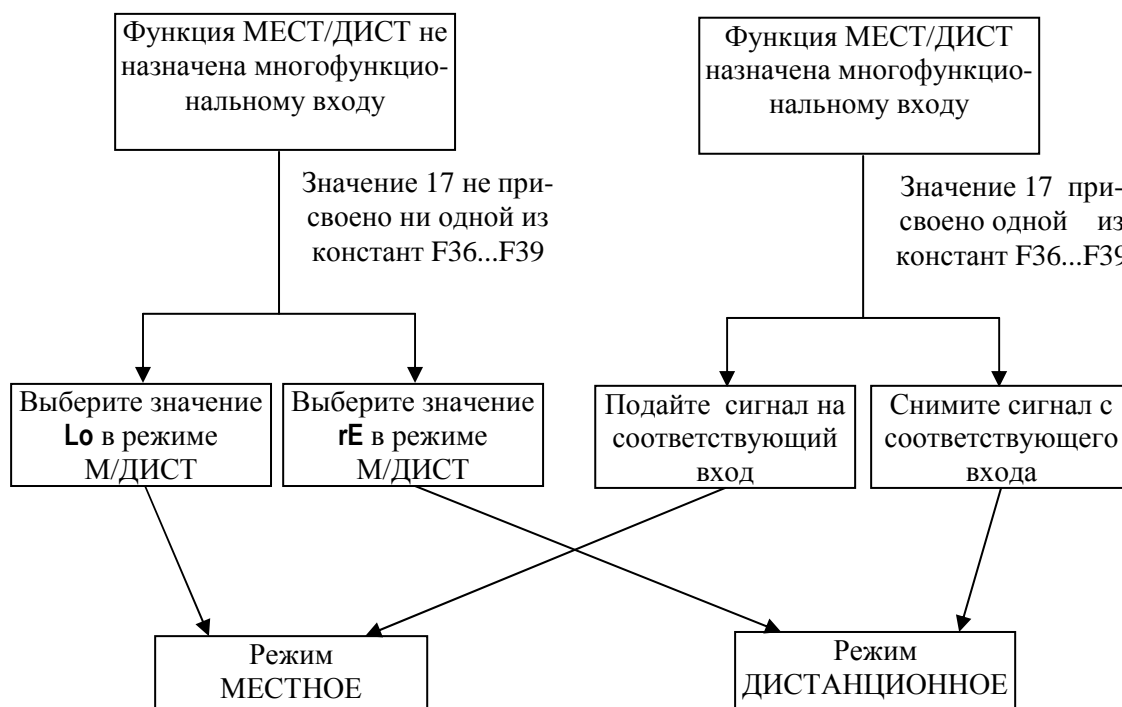 Функция МЕСТ/ДИСТ не
назначена многофункцио-
нального входу
Функция МЕСТ/ДИСТ
назначена многофункцио-
нальному входу
Значение 17 не при-
своено ни одной из
констант F36...F39
Значение 17 при-
своено одной из
констант F36...F39
Выберите значение
Lo в режиме
М/ДИСТ
Выберите значение
rE в режиме
М/ДИСТ
Подайте сигнал на
соответствующий
вход
Снимите сигнал с
соответствующего
входа
Режим
МЕСТНОЕ
Режим
ДИСТАНЦИОННОЕ